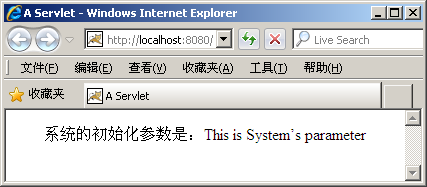 A Servlet - Windows Internet Explorer
http://localhost:8080/
Live Search
文件(F) 编辑(E) 查看(V) 收藏夹(A) 工具(T) 帮助(H)
收藏夹 A Servlet
系统的初始化参数是：This is System's parameter